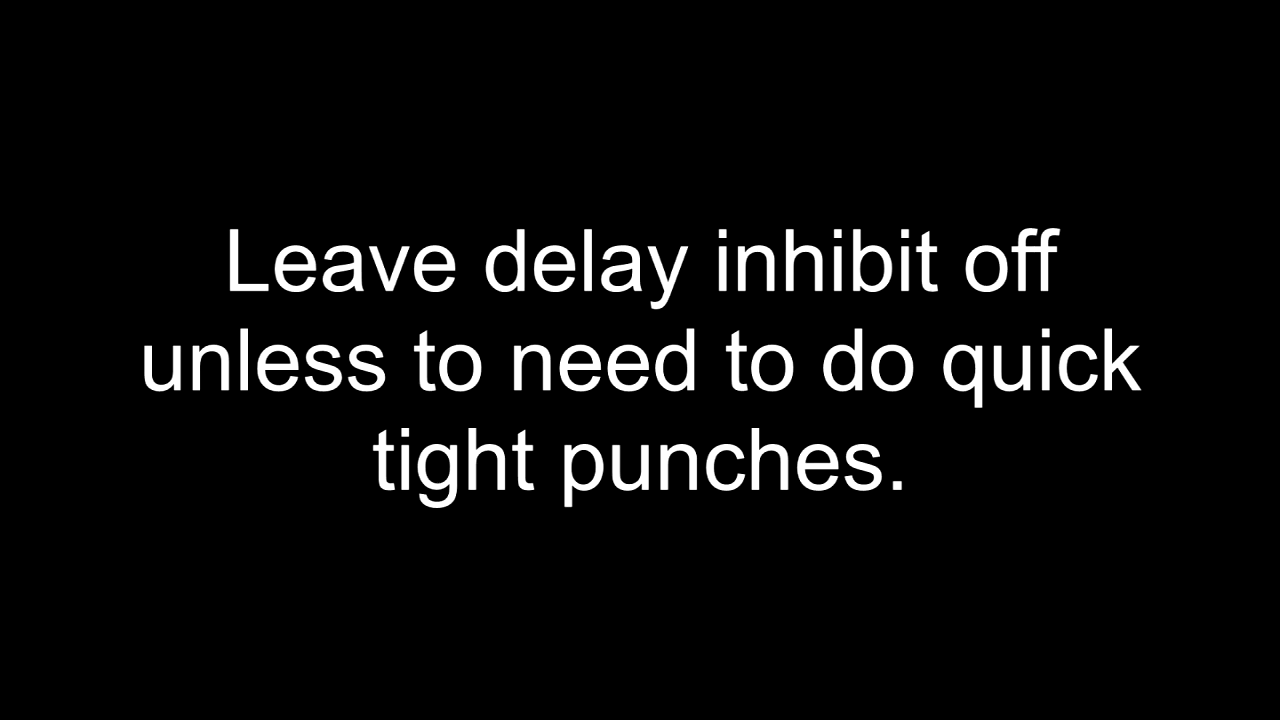 Leave delay inhibit off
unless to need to do quick
tight punches.